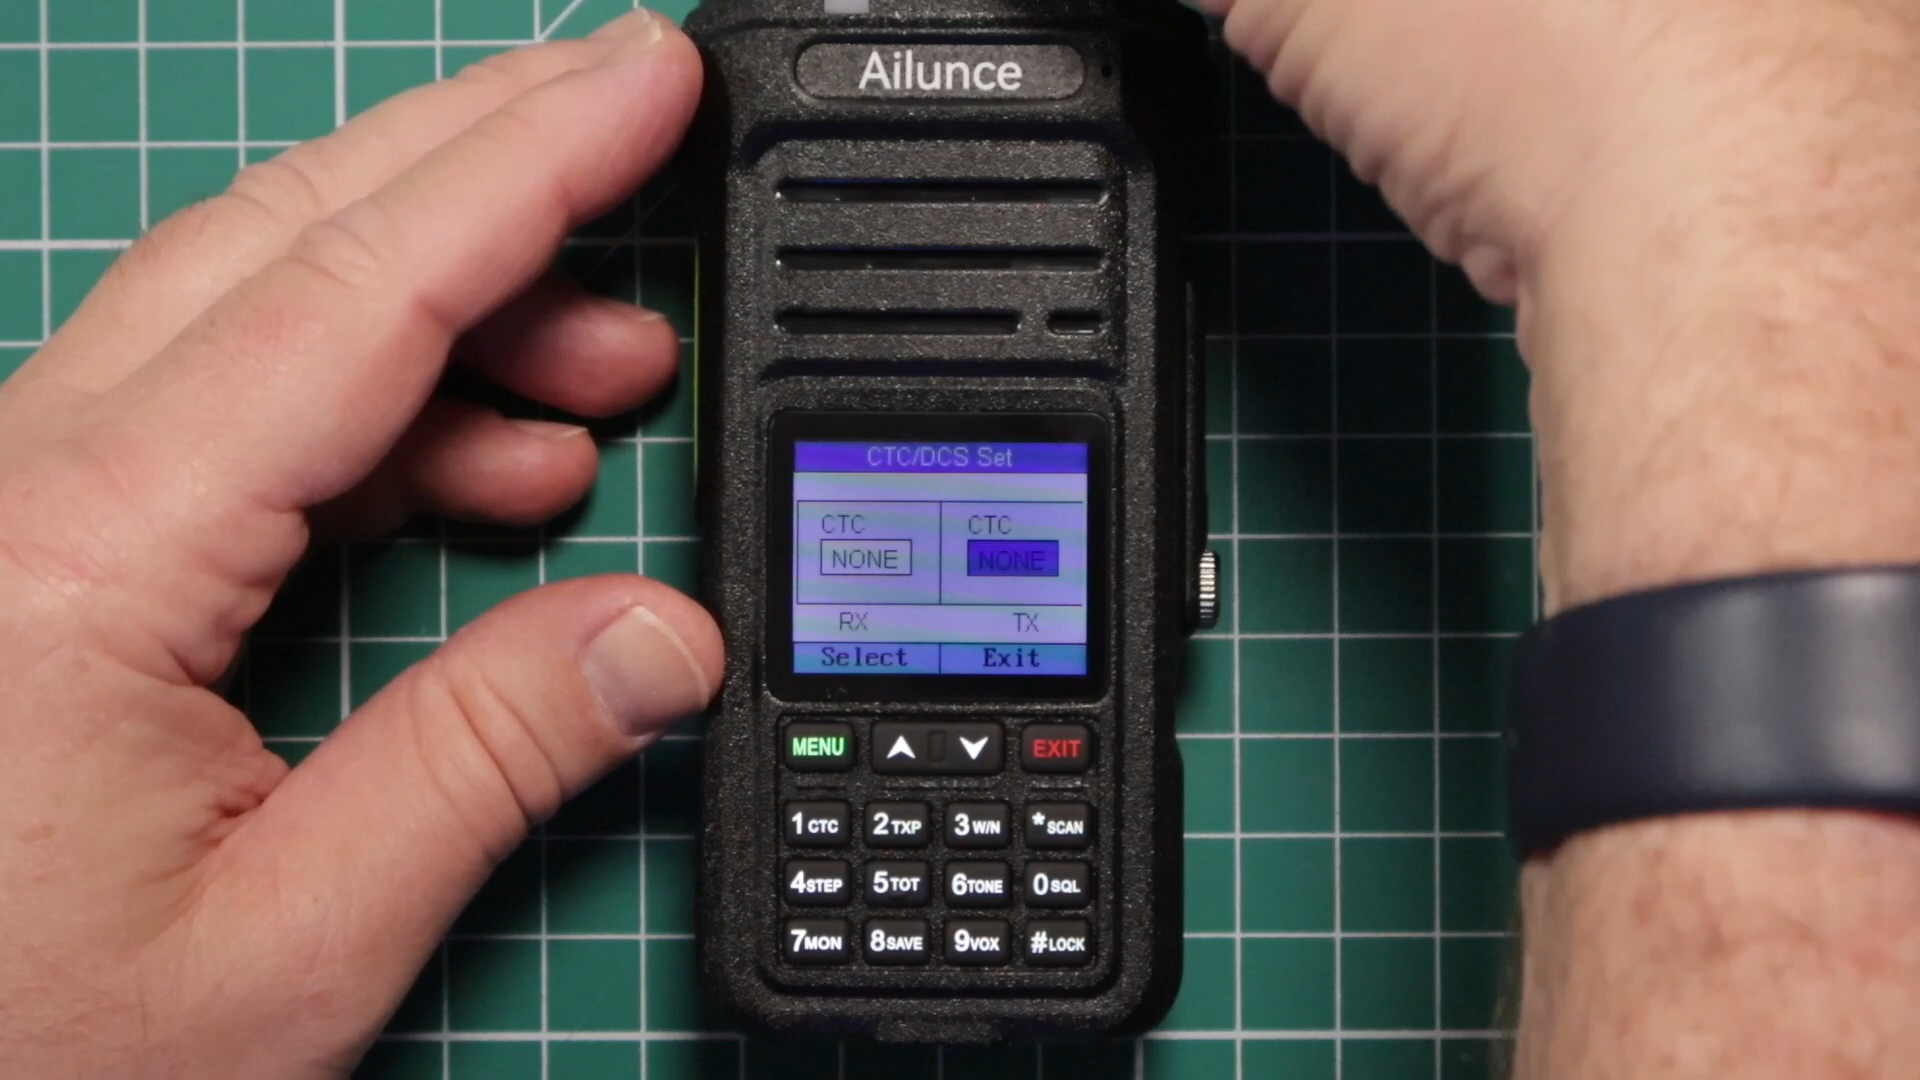 Ailunce
CTC/DCS Set
CTC CTC
NONE NONE
RX TX
Select Exit
MENU EXIT
1 CTC 2 TXP 3 W/N * SCAN
4 STEP 5 TOT 6 TONE 0 SQL
7 MON 8 SAVE 9 VOX # LOCK